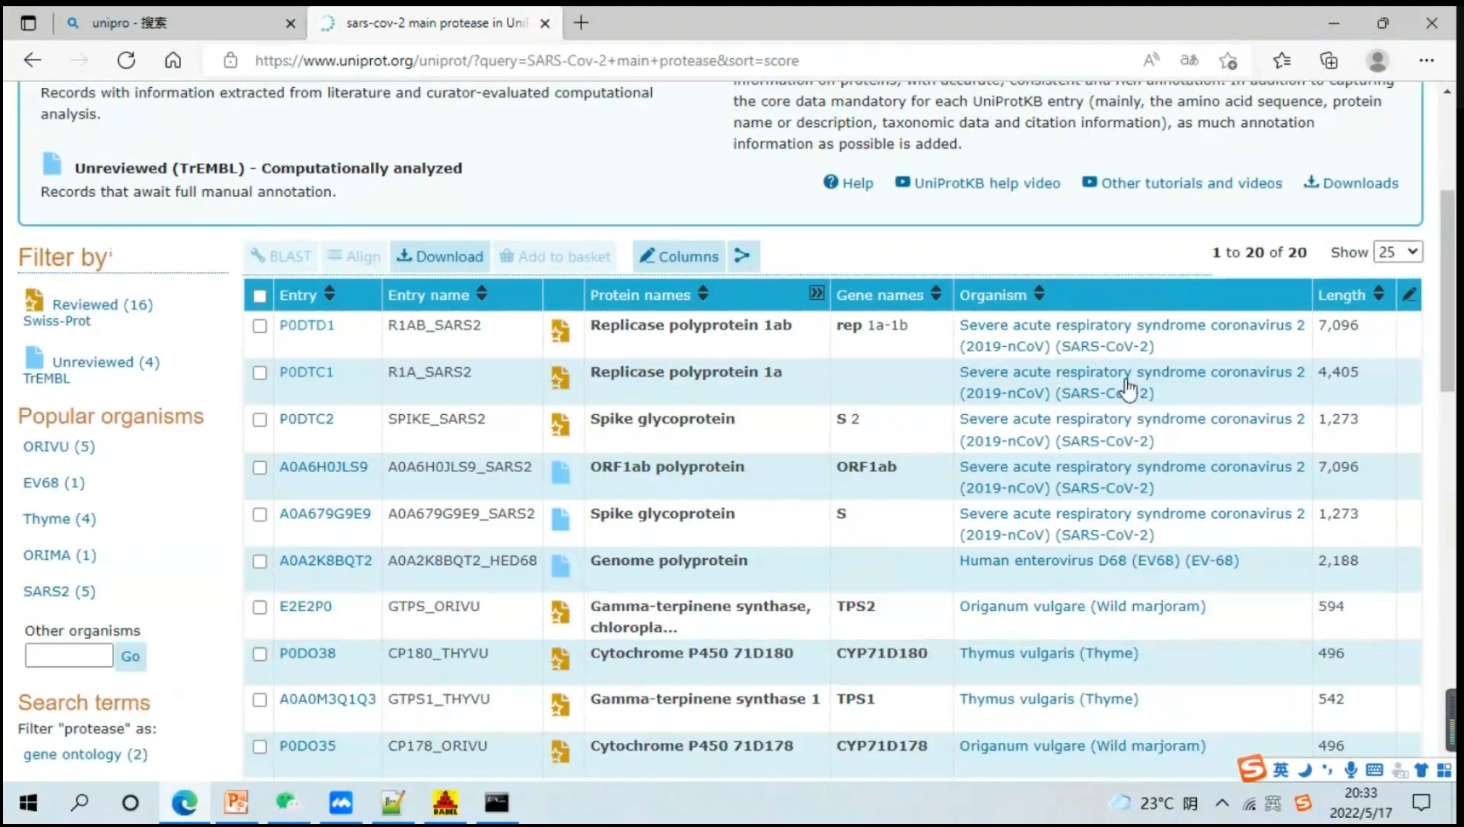 unipro - 搜索
sars-cov-2 main protease in Uni
https://www.uniprot.org/uniprot/?query=SARS-Cov-2+main+protease&sort=score
Records with information extracted from literature and curator-evaluated computational
analysis.
Unreviewed (TrEMBL) - Computationally analyzed
Records that await full manual annotation.
information on proteins, with accurate, consistent and rich annotation. In addition to capturing
the core data mandatory for each UniProtKB entry (mainly, the amino acid sequence, protein
name or description, taxonomic data and citation information), as much annotation
information as possible is added.
Help UniProtKB help video Other tutorials and videos Downloads
Filter by
Reviewed (16)
Swiss-Prot
Unreviewed (4)
TrEMBL
Popular organisms
ORIVU (5)
EV68 (1)
Thyme (4)
ORIMA (1)
SARS2 (5)
Other organisms
Go
Search terms
Filter "protease" as:
gene ontology (2)
BLAST Align Download Add to basket Columns
1 to 20 of 20 Show 25
Entry Entry name Protein names Gene names Organism Length
P0DTD1 R1AB_SARS2 Replicase polyprotein 1ab rep 1a-1b Severe acute respiratory syndrome coronavirus 2 7,096
(2019-nCoV) (SARS-CoV-2)
P0DTC1 R1A_SARS2 Replicase polyprotein 1a Severe acute respiratory syndrome coronavirus 2 4,405
(2019-nCoV) (SARS-CoV-2)
P0DTC2 SPIKE_SARS2 Spike glycoprotein S 2 Severe acute respiratory syndrome coronavirus 2 1,273
(2019-nCoV) (SARS-CoV-2)
A0A6H0JLS9 A0A6H0JLS9_SARS2 ORF1ab polyprotein ORF1ab Severe acute respiratory syndrome coronavirus 2 7,096
(2019-nCoV) (SARS-CoV-2)
A0A679G9E9 A0A679G9E9_SARS2 Spike glycoprotein S Severe acute respiratory syndrome coronavirus 2 1,273
(2019-nCoV) (SARS-CoV-2)
A0A2K8BQT2 A0A2K8BQT2_HED68 Genome polyprotein Human enterovirus D68 (EV68) (EV-68) 2,188
E2E2P0 GTPS_ORIVU Gamma-terpinene synthase, TPS2 Origanum vulgare (Wild marjoram) 594
chloropla...
P0DO38 CP180_THYVU Cytochrome P450 71D180 CYP71D180 Thymus vulgaris (Thyme) 496
A0A0M3Q1Q3 GTPS1_THYVU Gamma-terpinene synthase 1 TPS1 Thymus vulgaris (Thyme) 542
P0DO35 CP178_ORIVU Cytochrome P450 71D178 CYP71D178 Origanum vulgare (Wild marjoram) 496
英
BABEL
23°C 阴
英
20:33
2022/5/17